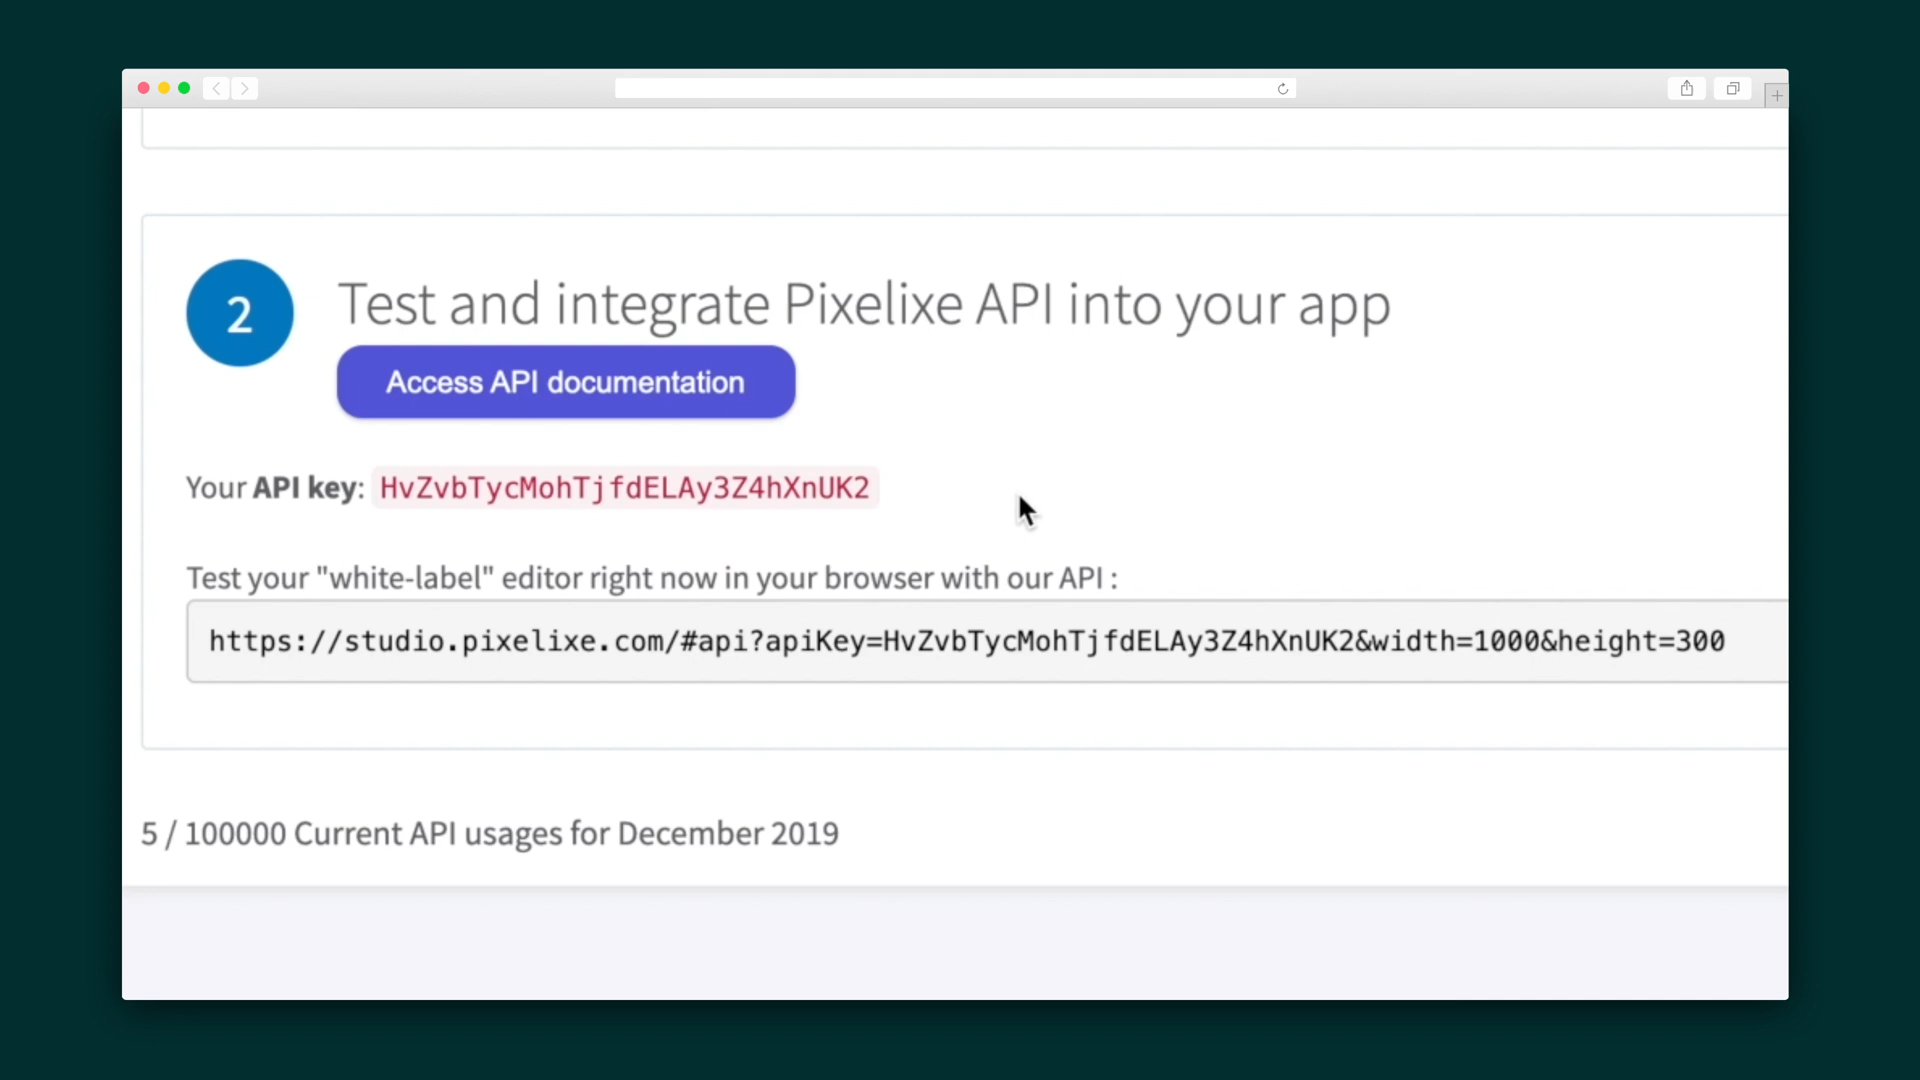 2
Test and integrate Pixelixe API into your app
Access API documentation
Your API key: HvZvbTycMohTjfdELAy3Z4hXnUK2
Test your "white-label" editor right now in your browser with our API :
https://studio.pixelixe.com/#api?apiKey=HvZvbTycMohTjfdELAy3Z4hXnUK2&width=1000&height=300
5 / 100000 Current API usages for December 2019